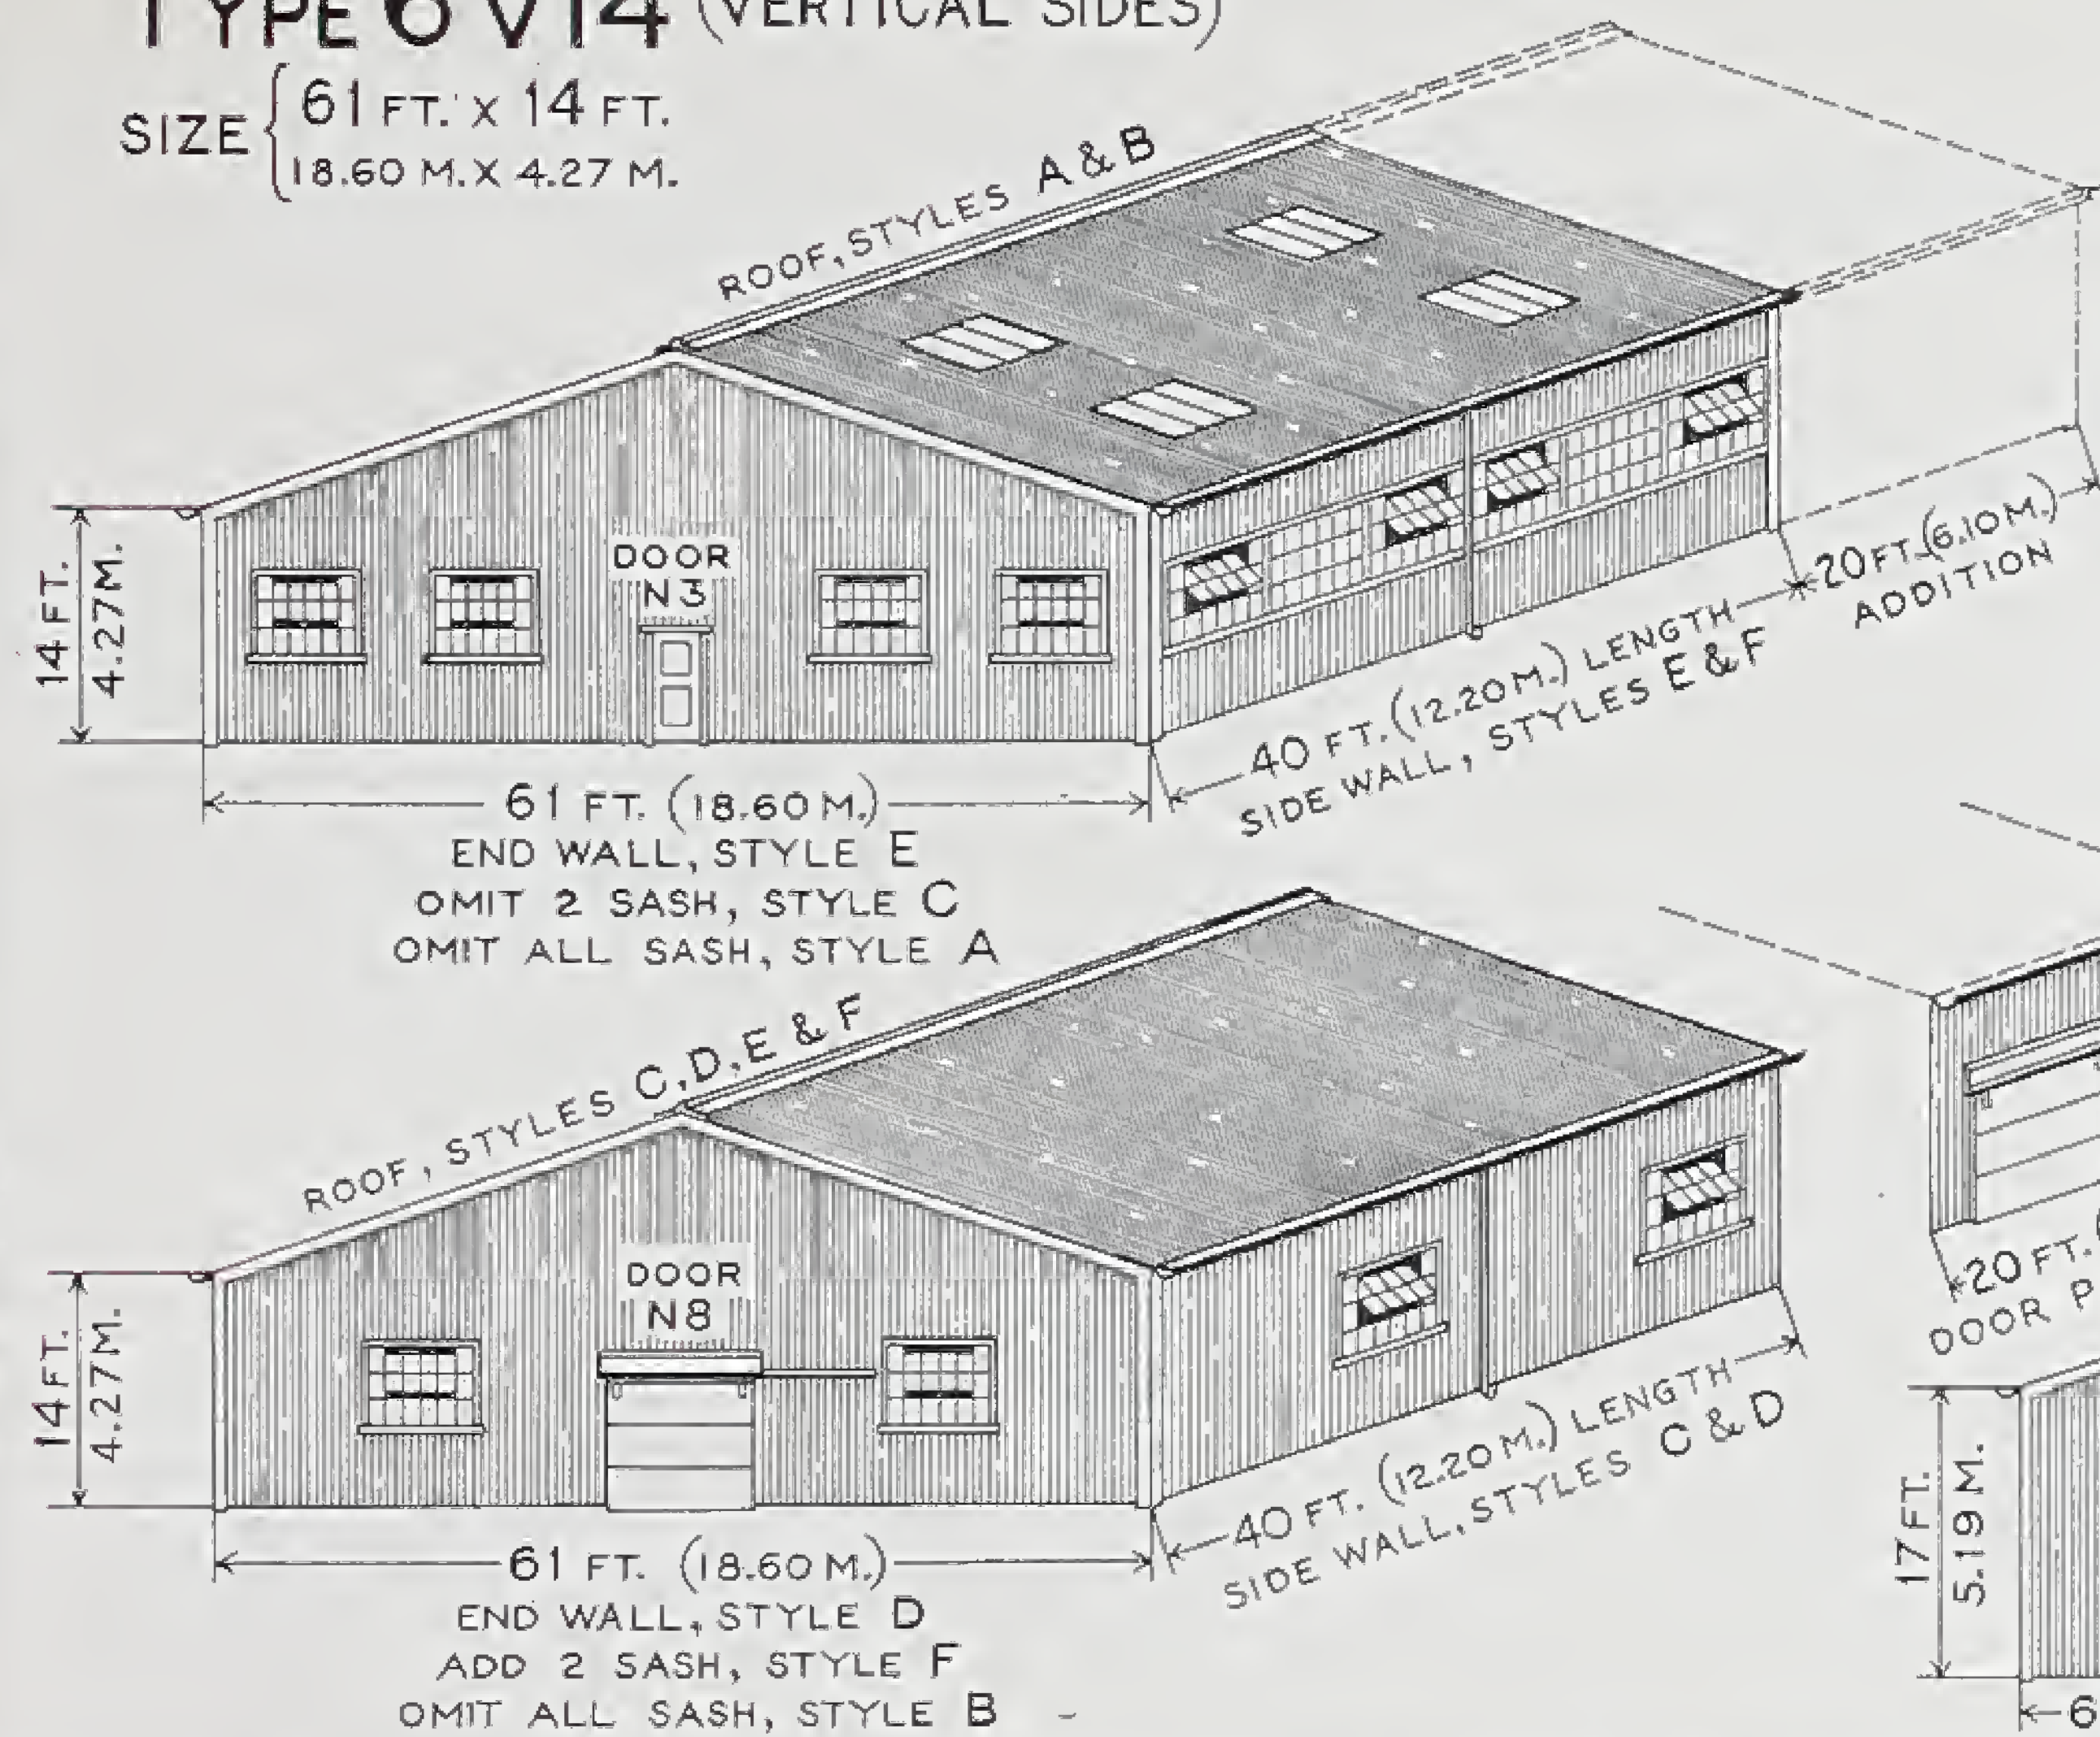 TYPE 6 V 14 (VERTICAL SIDES)
SIZE { 61 FT. X 14 FT.
18.60 M. X 4.27 M.
ROOF, STYLES A & B
14 FT.
4.27 M.
DOOR
N 3
61 FT. (18.60 M.)
END WALL, STYLE E
OMIT 2 SASH, STYLE C
OMIT ALL SASH, STYLE A
40 FT. (12.20 M.) LENGTH
SIDE WALL, STYLES E & F
20 FT. (6.10 M.)
ADDITION
ROOF, STYLES C, D, E & F
14 FT.
4.27 M.
DOOR
N 8
61 FT. (18.60 M.)
END WALL, STYLE D
ADD 2 SASH, STYLE F
OMIT ALL SASH, STYLE B
40 FT. (12.20 M.) LENGTH
SIDE WALL, STYLES C & D
20 FT. (
DOOR P
17 FT.
5.19 M.
6